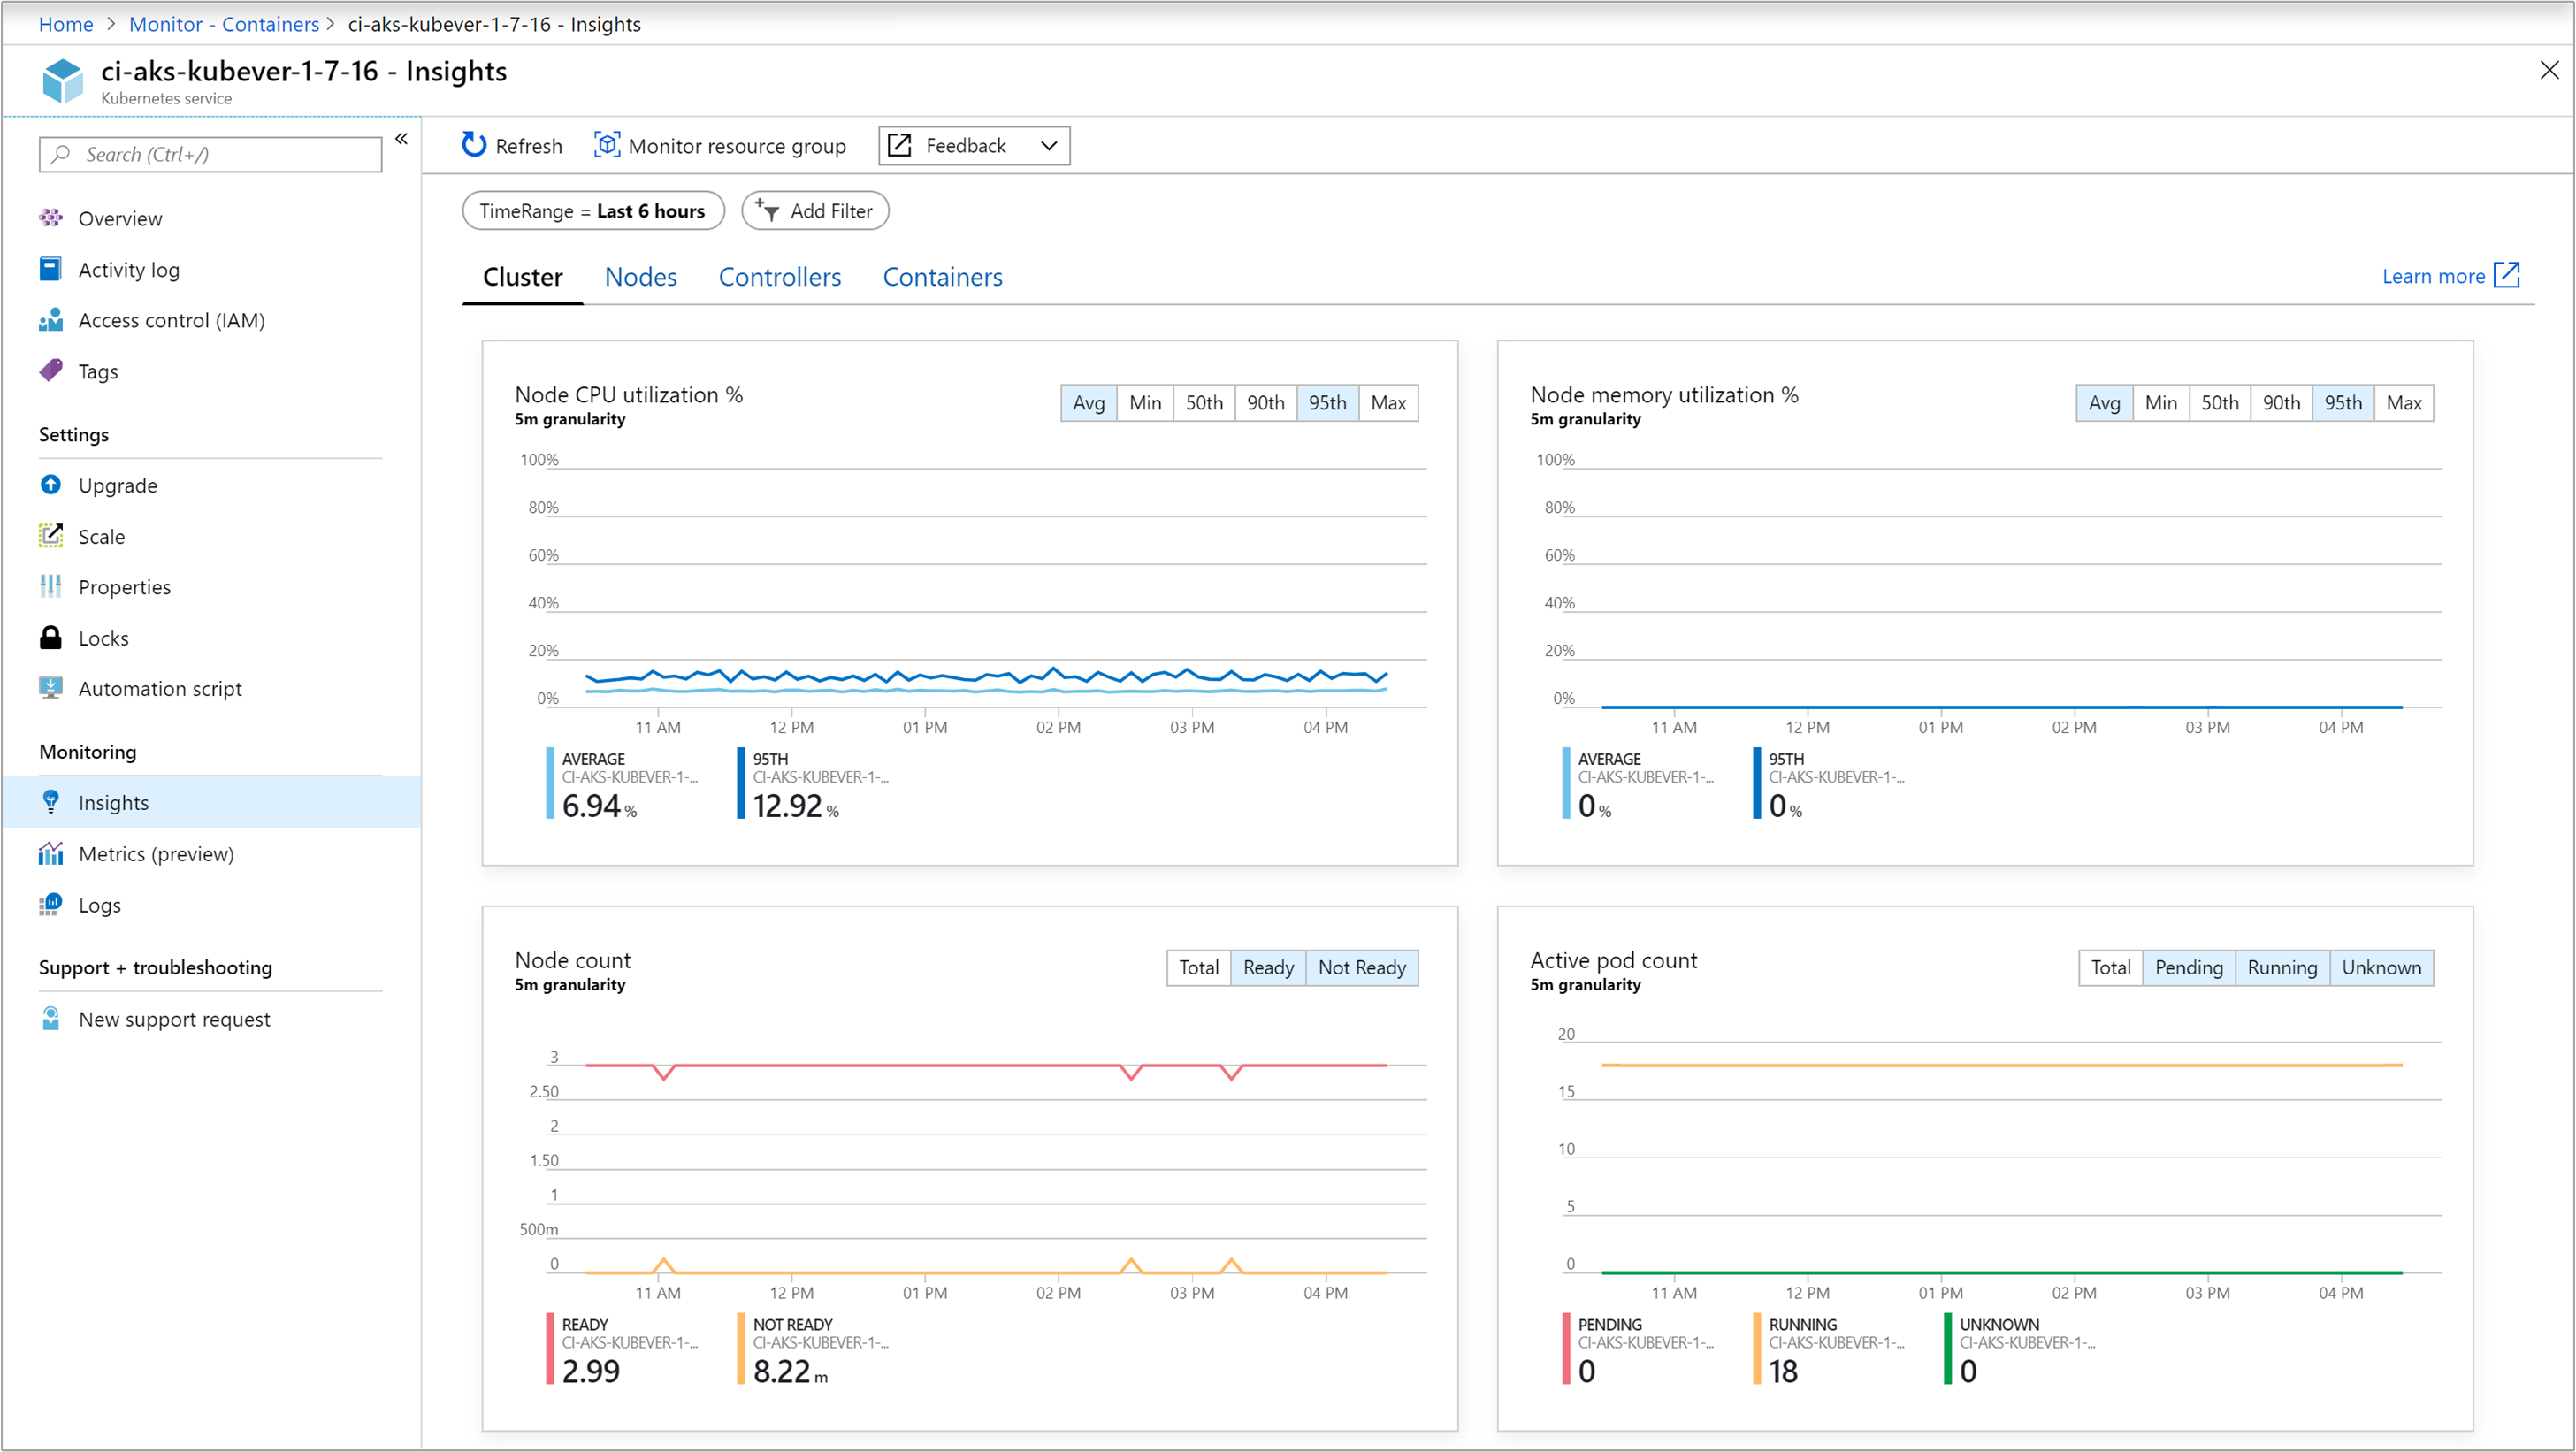 Home > Monitor - Containers > ci-aks-kubever-1-7-16 - Insights
ci-aks-kubever-1-7-16 - Insights
Kubernetes service
Search (Ctrl+/)
«
Overview
Activity log
Access control (IAM)
Tags
Settings
Upgrade
Scale
Properties
Locks
Automation script
Monitoring
Insights
Metrics (preview)
Logs
Support + troubleshooting
New support request
Refresh Monitor resource group Feedback
TimeRange = Last 6 hours Add Filter
Cluster Nodes Controllers Containers Learn more
Node CPU utilization % Avg Min 50th 90th 95th Max
5m granularity
100%
80%
60%
40%
20%
0%
11 AM 12 PM 01 PM 02 PM 03 PM 04 PM
AVERAGE 95TH
CI-AKS-KUBEVER-1-... CI-AKS-KUBEVER-1-...
6.94 % 12.92 %
Node memory utilization % Avg Min 50th 90th 95th Max
5m granularity
100%
80%
60%
40%
20%
0%
11 AM 12 PM 01 PM 02 PM 03 PM 04 PM
AVERAGE 95TH
CI-AKS-KUBEVER-1-... CI-AKS-KUBEVER-1-...
0 % 0 %
Node count Total Ready Not Ready
5m granularity
3
2.50
2
1.50
1
500m
0
11 AM 12 PM 01 PM 02 PM 03 PM 04 PM
READY NOT READY
CI-AKS-KUBEVER-1-... CI-AKS-KUBEVER-1-...
2.99 8.22 m
Active pod count Total Pending Running Unknown
5m granularity
20
15
10
5
0
11 AM 12 PM 01 PM 02 PM 03 PM 04 PM
PENDING RUNNING UNKNOWN
CI-AKS-KUBEVER-1-... CI-AKS-KUBEVER-1-... CI-AKS-KUBEVER-1-...
0 18 0